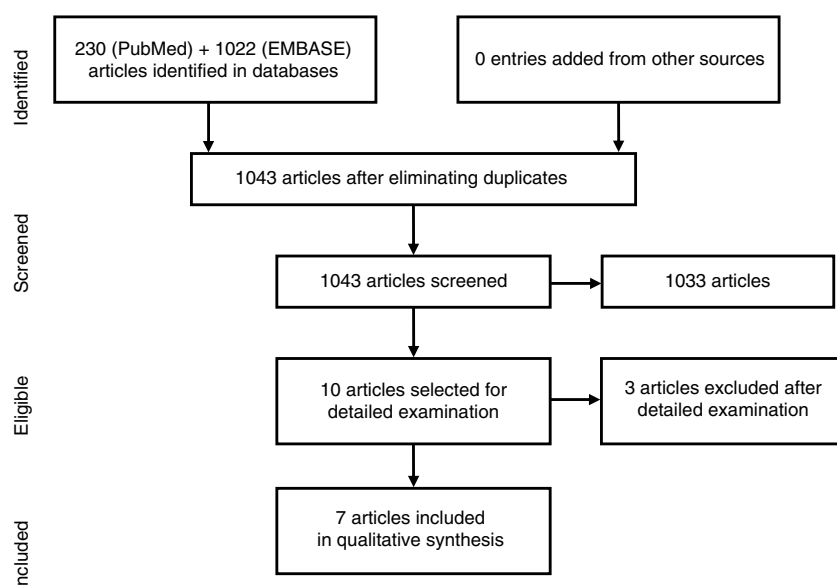 Identified
230 (PubMed) + 1022 (EMBASE)
articles identified in databases
0 entries added from other sources
1043 articles after eliminating duplicates
Screened
1043 articles screened
1033 articles
Eligible
10 articles selected for
detailed examination
3 articles excluded after
detailed examination
ncluded
7 articles included
in qualitative synthesis